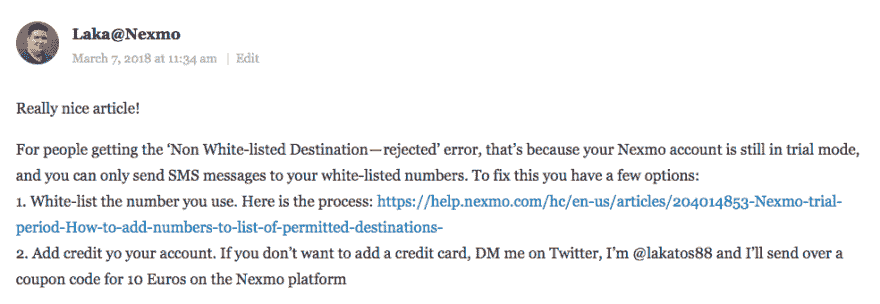 Laka@Nexmo
March 7, 2018 at 11:34 am | Edit
Really nice article!
For people getting the ‘Non White-listed Destination—rejected’ error, that’s because your Nexmo account is still in trial mode,
and you can only send SMS messages to your white-listed numbers. To fix this you have a few options:
1. White-list the number you use. Here is the process: https://help.nexmo.com/hc/en-us/articles/204014853-Nexmo-trial-
period-How-to-add-numbers-to-list-of-permitted-destinations-
2. Add credit yo your account. If you don’t want to add a credit card, DM me on Twitter, I’m @lakatos88 and I’ll send over a
coupon code for 10 Euros on the Nexmo platform